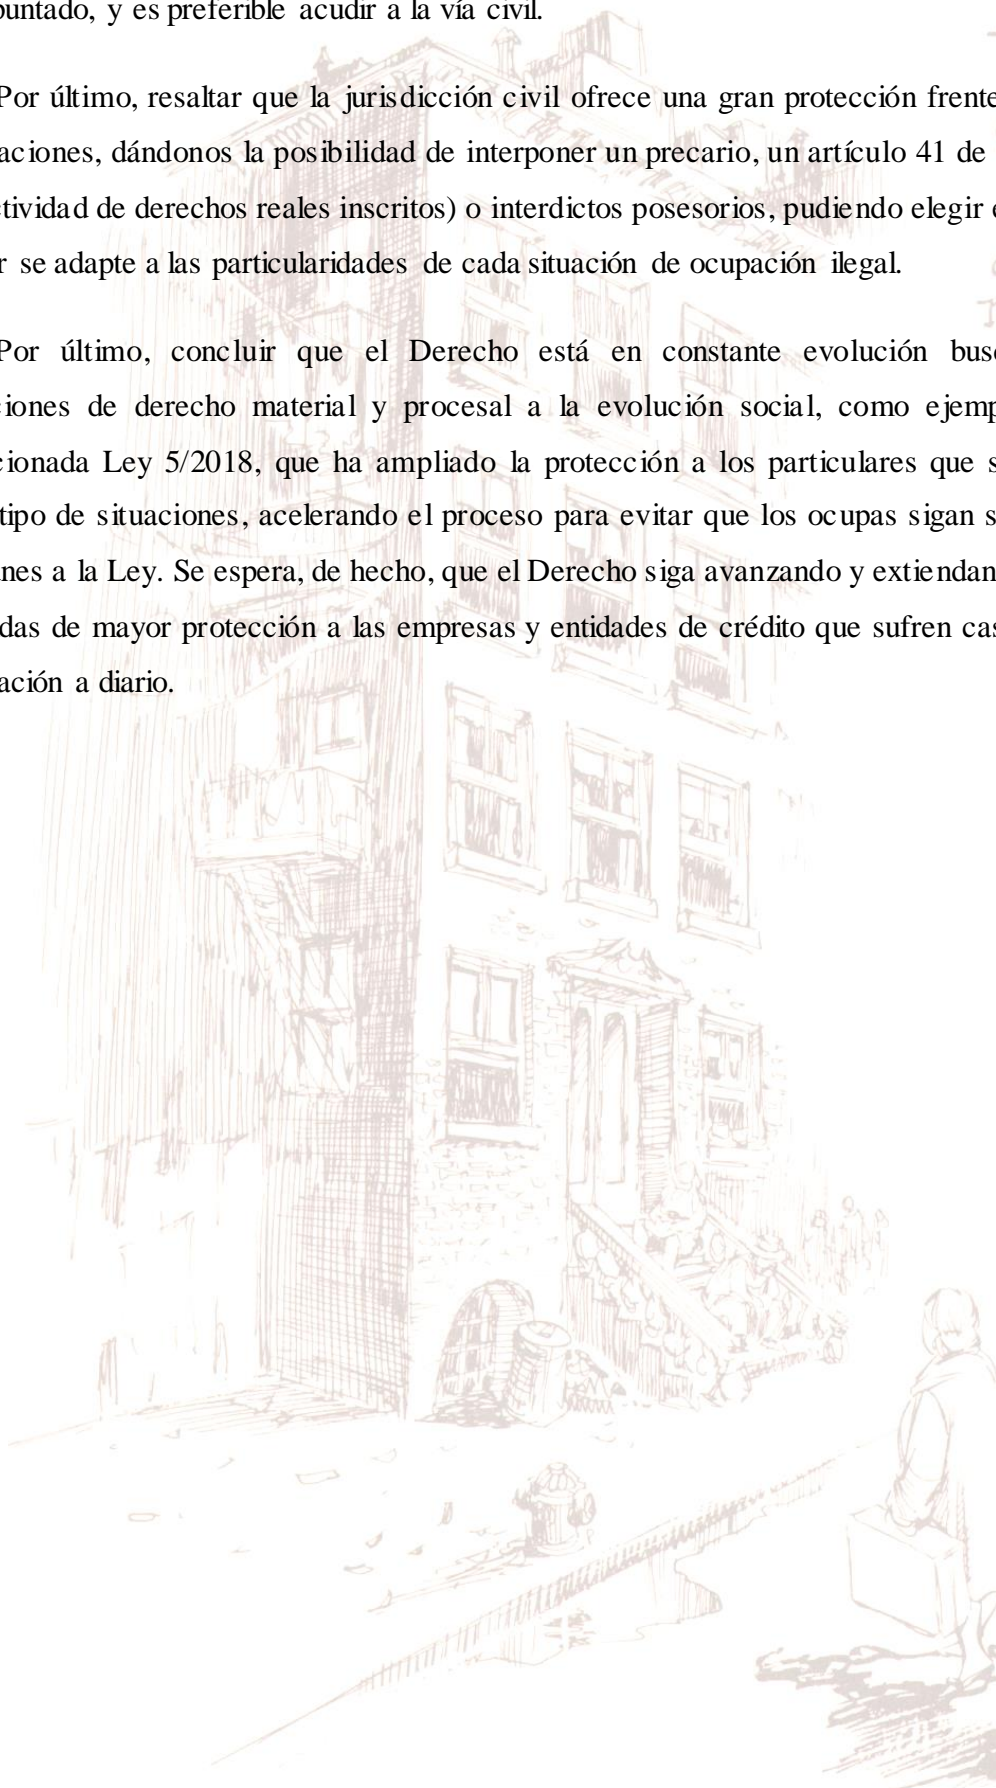 puntado, y es preferible acudir a la vía civil.
Por último, resaltar que la jurisdicción civil ofrece una gran protección frente
aciones, dándonos la posibilidad de interponer un precario, un artículo 41 de
ctividad de derechos reales inscritos) o interdictos posesorios, pudiendo elegir
r se adapte a las particularidades de cada situación de ocupación ilegal.
Por último, concluir que el Derecho está en constante evolución bus
ciones de derecho material y procesal a la evolución social, como ejemp
cionada Ley 5/2018, que ha ampliado la protección a los particulares que s
tipo de situaciones, acelerando el proceso para evitar que los ocupas sigan s
nes a la Ley. Se espera, de hecho, que el Derecho siga avanzando y extiendan
das de mayor protección a las empresas y entidades de crédito que sufren cas
ación a diario.